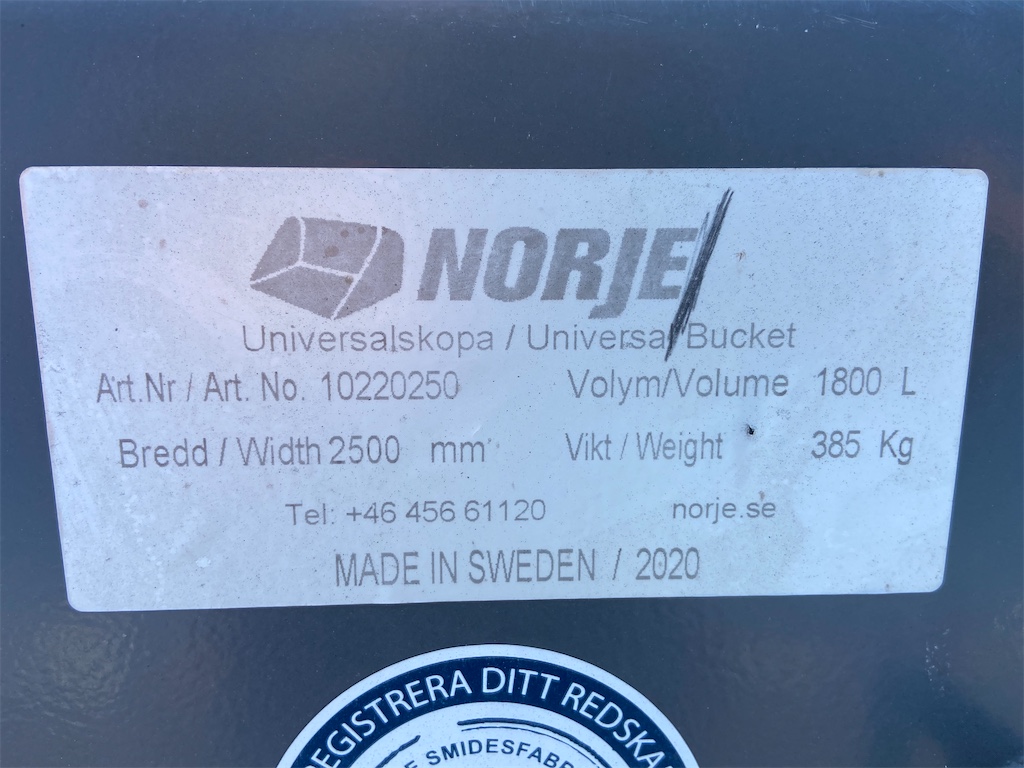 NORJE
Universalskopa / Universal Bucket
Art.Nr / Art. No. 10220250 Volym/Volume 1800 L
Bredd / Width 2500 mm Vikt / Weight 385 Kg
Tel: +46 456 61120 norje.se
MADE IN SWEDEN / 2020
REGISTRERA DITT REDSKA
SMIDESFAB